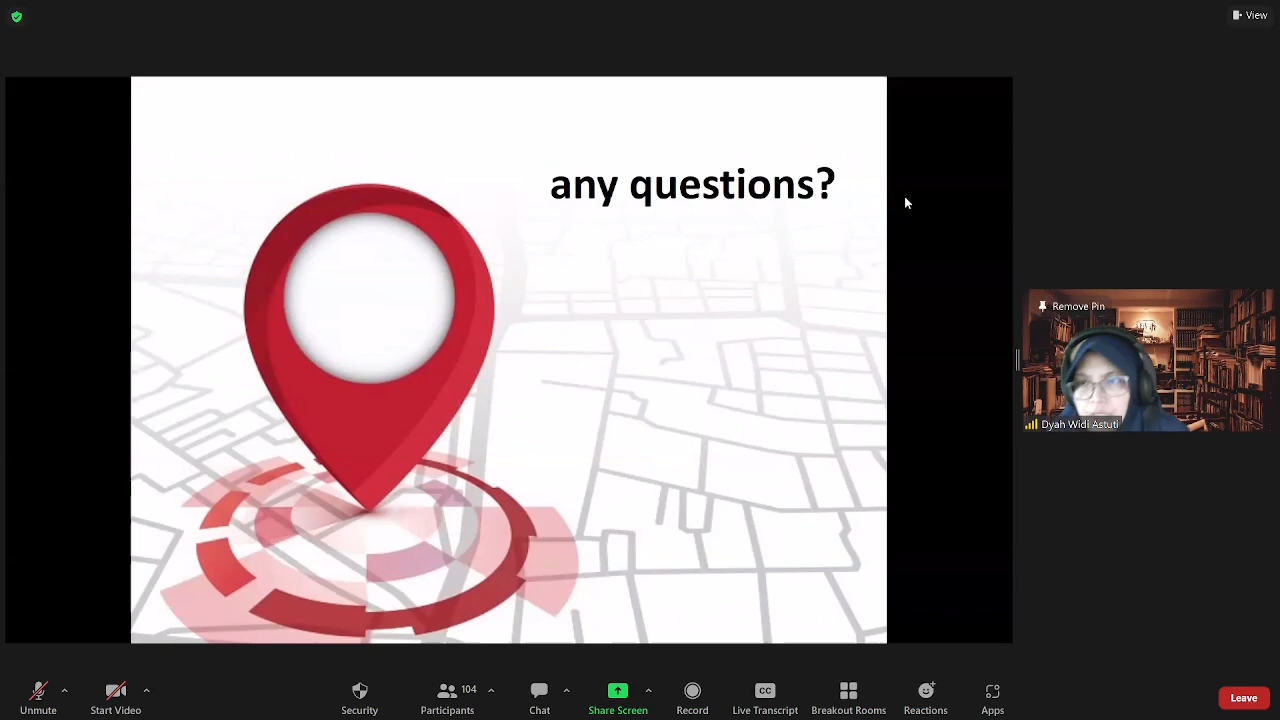 View
any questions?
Remove Pin
Dyah Widi Astuti
Unmute
Start Video
Security
104
Participants
Chat
Share Screen
Record
CC
Live Transcript
Breakout Rooms
Reactions
Apps
Leave